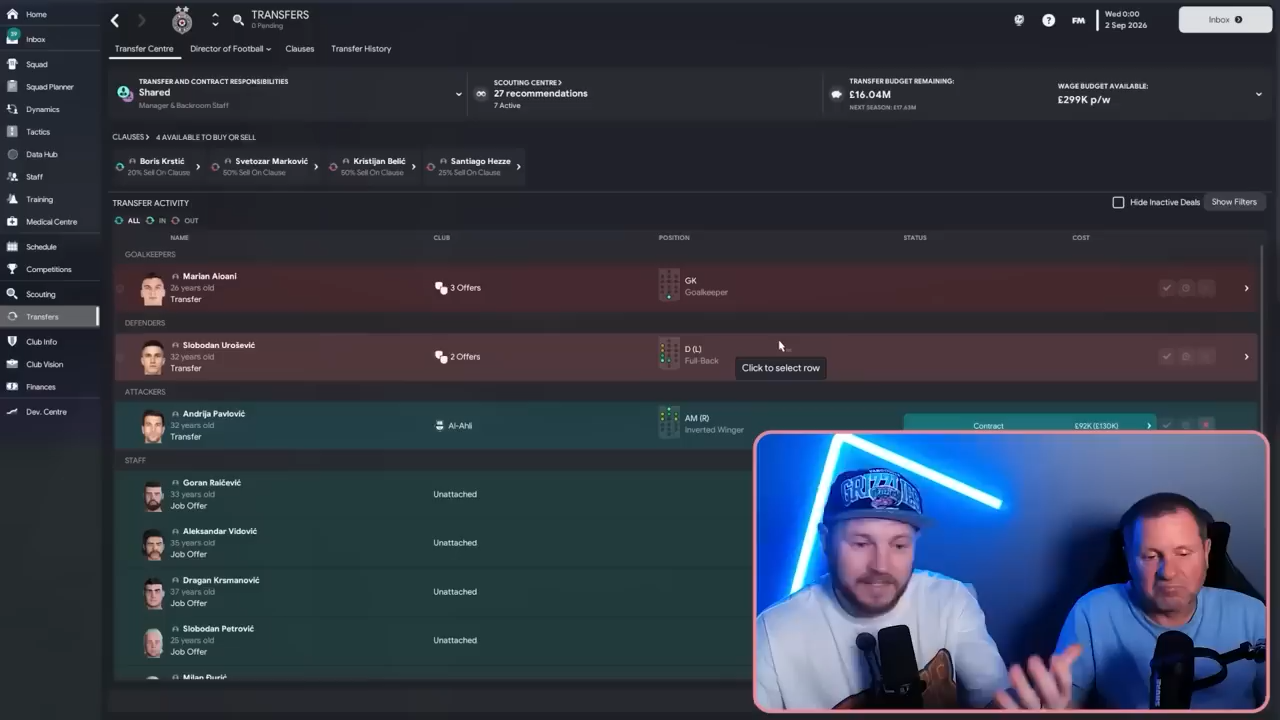 Home
TRANSFERS
0 Pending
FM
Wed 0:00
2 Sep 2026
Inbox
Inbox
Transfer Centre
Director of Football
Clauses
Transfer History
Squad
Squad Planner
Dynamics
Tactics
Data Hub
Staff
Training
Medical Centre
Schedule
Competitions
Scouting
Transfers
Club Info
Club Vision
Finances
Dev. Centre
TRANSFER AND CONTRACT RESPONSIBILITIES
Shared
Manager & Backroom Staff
SCOUTING CENTRE
27 recommendations
7 Active
TRANSFER BUDGET REMAINING:
£16.04M
NEXT SEASON: £17.65M
WAGE BUDGET AVAILABLE:
£299K p/w
CLAUSES 4 AVAILABLE TO BUY OR SELL
Boris Krstić
20% Sell On Clause
Svetozar Marković
50% Sell On Clause
Kristijan Belić
50% Sell On Clause
Santiago Hezze
25% Sell On Clause
TRANSFER ACTIVITY
Hide Inactive Deals
Show Filters
ALL IN OUT
NAME CLUB POSITION STATUS COST
GOALKEEPERS
Marian Aioani
26 years old
Transfer
3 Offers
GK
Goalkeeper
DEFENDERS
Slobodan Urošević
32 years old
Transfer
2 Offers
D (L)
Full-Back
Click to select row
ATTACKERS
Andrija Pavlović
32 years old
Transfer
Al-Ahli
AM (R)
Inverted Winger
Contract £92K (£130K)
STAFF
Goran Raičević
33 years old
Job Offer
Unattached
Aleksandar Vidović
35 years old
Job Offer
Unattached
Dragan Krsmanović
37 years old
Job Offer
Unattached
Slobodan Petrović
25 years old
Job Offer
Unattached
Milan Đurić
GRIZZLIES